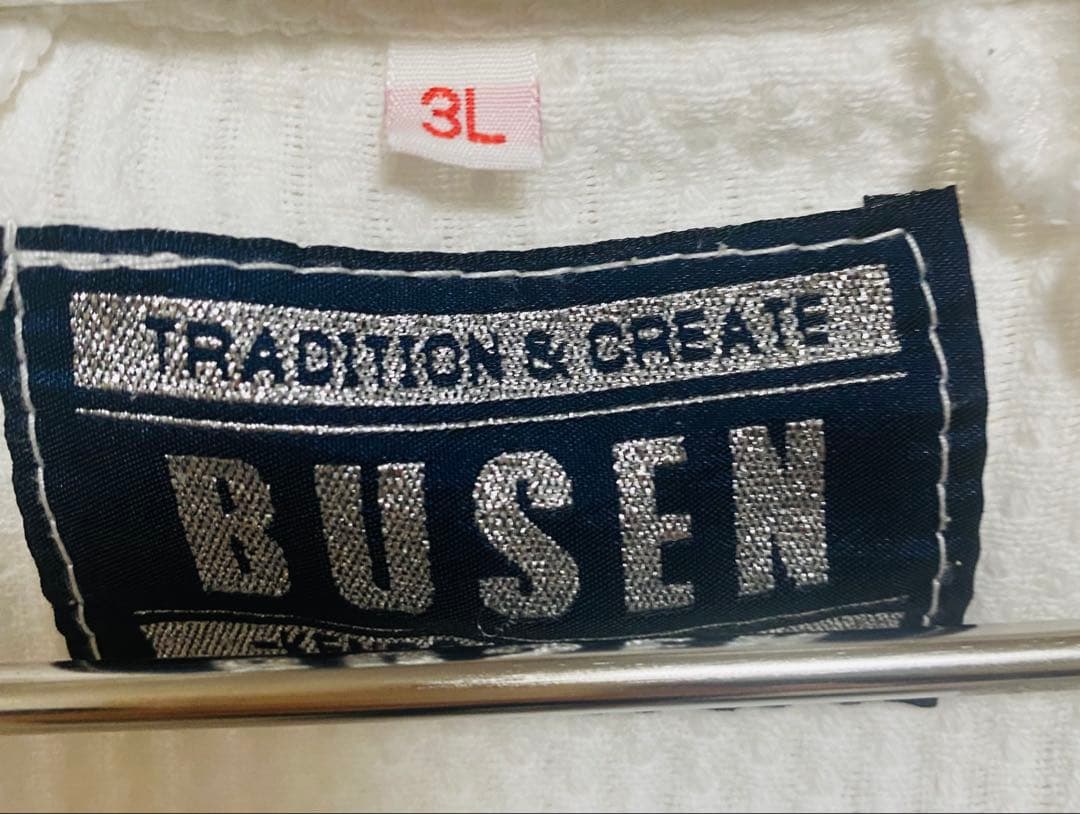 3L
TRADITION & CREATE
BUSEN